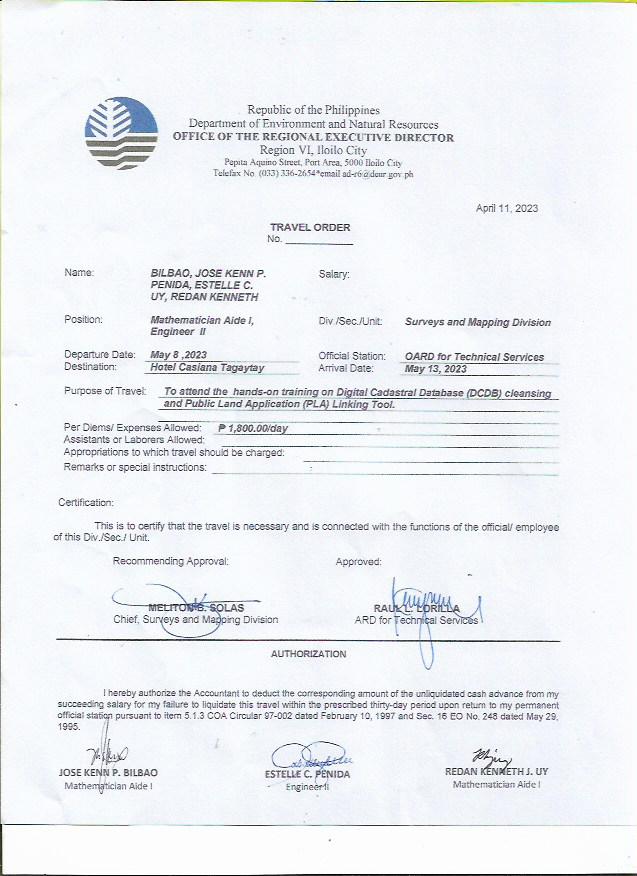 Republic of the Philippines
Department of Environment and Natural Resources
OFFICE OF THE REGIONAL EXECUTIVE DIRECTOR
Region VI, Iloilo City
Pepita Aquino Street, Port Area, 5000 Iloilo City
Telefax No. (033) 336-2654*email ad-r6@denr.gov.ph
April 11, 2023
TRAVEL ORDER
No. ___________
Name: BILBAO, JOSE KENN P. Salary:
PENIDA, ESTELLE C.
UY, REDAN KENNETH
Position: Mathematician Aide I, Div./Sec./Unit: Surveys and Mapping Division
Engineer II
Departure Date: May 8 ,2023 Official Station: OARD for Technical Services
Destination: Hotel Casiana Tagaytay Arrival Date: May 13, 2023
Purpose of Travel: To attend the hands-on training on Digital Cadastral Database (DCDB) cleansing
and Public Land Application (PLA) Linking Tool.
Per Diems/ Expenses Allowed: ₱ 1,800.00/day
Assistants or Laborers Allowed:
Appropriations to which travel should be charged:
Remarks or special instructions:
Certification:
This is to certify that the travel is necessary and is connected with the functions of the official/ employee
of this Div./Sec./ Unit.
Recommending Approval: Approved:
MELITON B. SOLAS RAUL L. LORILLA
Chief, Surveys and Mapping Division ARD for Technical Services
AUTHORIZATION
I hereby authorize the Accountant to deduct the corresponding amount of the unliquidated cash advance from my
succeeding salary for my failure to liquidate this travel within the prescribed thirty-day period upon return to my permanent
official station pursuant to item 5.1.3 COA Circular 97-002 dated February 10, 1997 and Sec. 16 EO No. 248 dated May 29,
1995.
JOSE KENN P. BILBAO ESTELLE C. PENIDA REDAN KENNETH J. UY
Mathematician Aide I Engineer II Mathematician Aide I